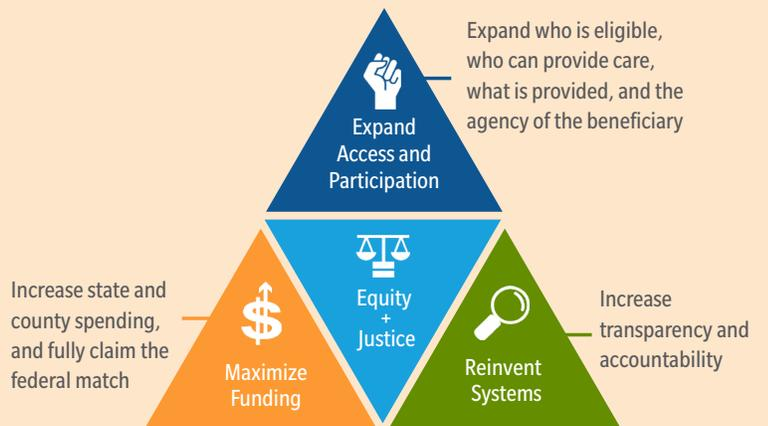 Expand who is eligible,
who can provide care,
what is provided, and the
agency of the beneficiary
Expand
Access and
Participation
Equity
+
Justice
Increase state and
county spending,
and fully claim the
federal match
Maximize
Funding
Reinvent
Systems
Increase
transparency and
accountability